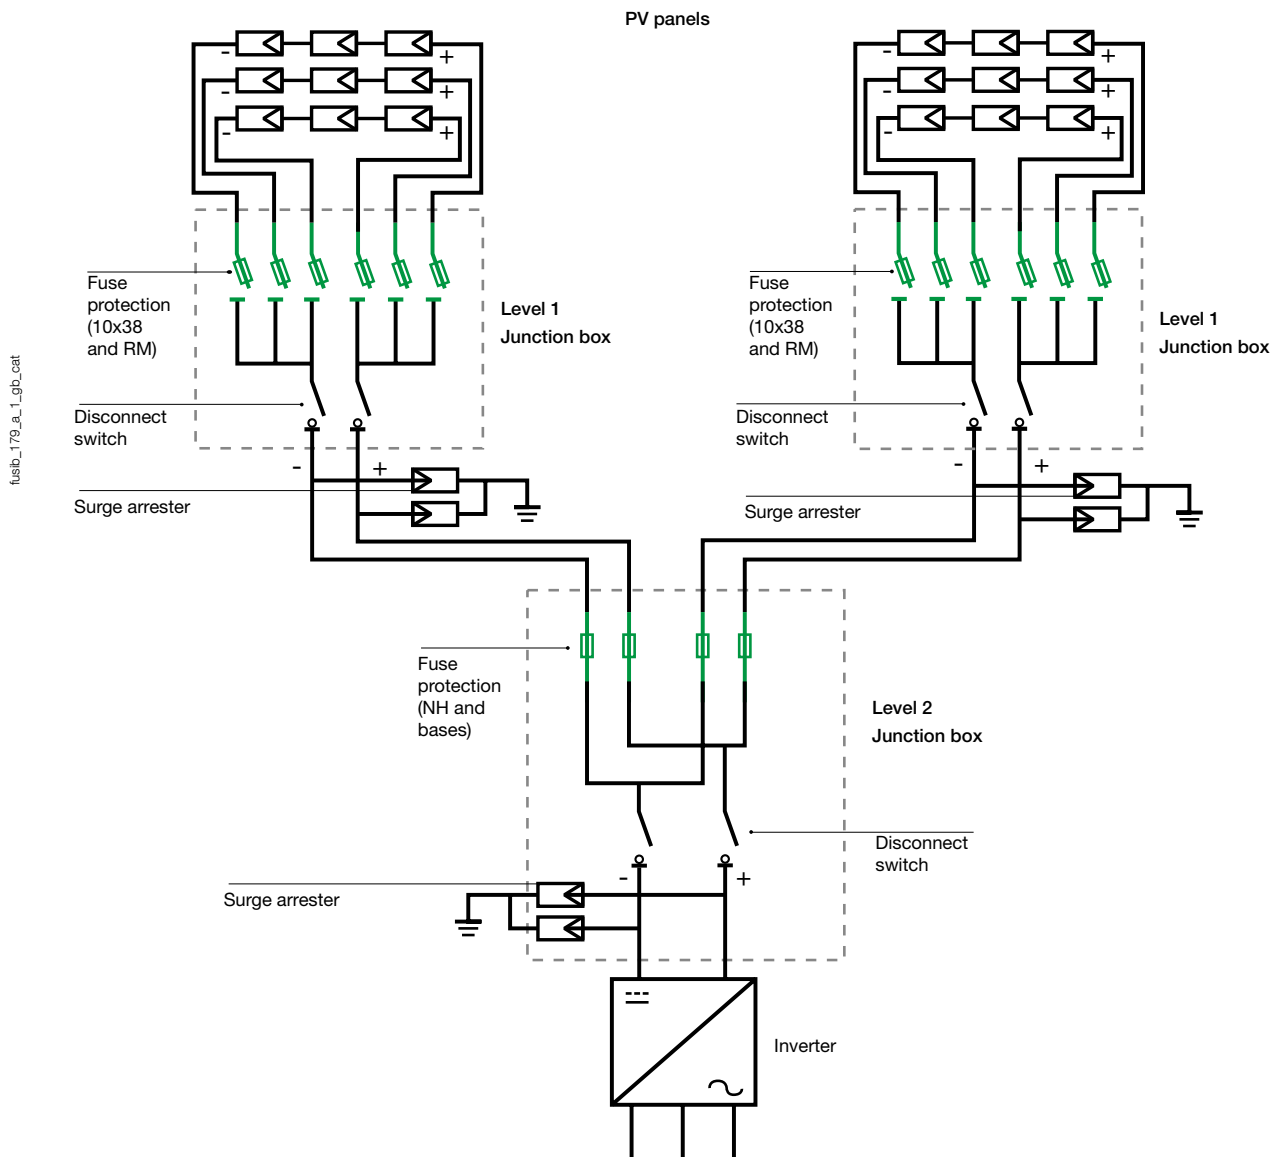 PV panels
-
+
-
+
-
+
-
+
-
+
-
+
Fuse
protection
(10x38
and RM)
Level 1
Junction box
Fuse
protection
(10x38
and RM)
Level 1
Junction box
fusib_179_a_1_gb_cat
Disconnect
switch
Disconnect
switch
-
+
-
+
Surge arrester
Surge arrester
Fuse
protection
(NH and
bases)
Level 2
Junction box
Disconnect
switch
-
+
Surge arrester
Inverter